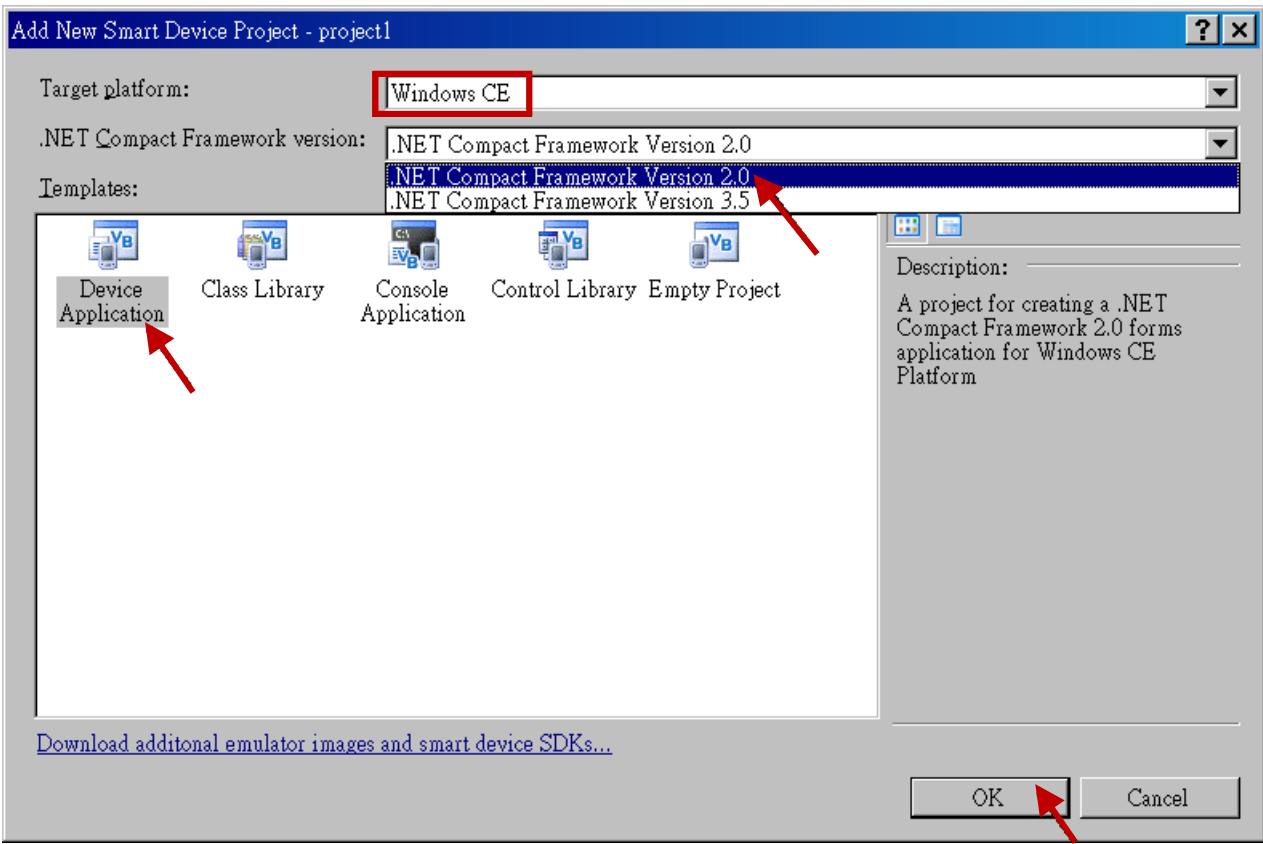 Add New Smart Device Project - project1
Target platform:
Windows CE
.NET Compact Framework version:
.NET Compact Framework Version 2.0
.NET Compact Framework Version 2.0
.NET Compact Framework Version 3.5
Templates:
Device Application
Class Library
Console Application
Control Library
Empty Project
Description:
A project for creating a .NET
Compact Framework 2.0 forms
application for Windows CE
Platform
Download additonal emulator images and smart device SDKs...
OK
Cancel